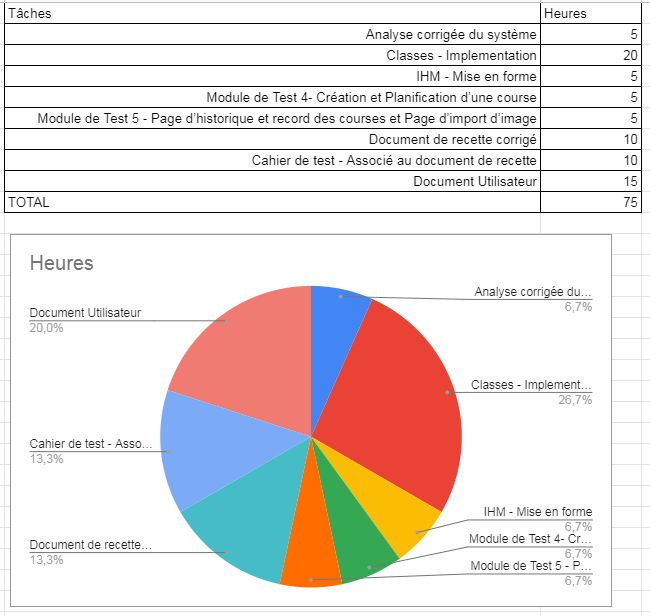 Tâches Heures
Analyse corrigée du système 5
Classes - Implementation 20
IHM - Mise en forme 5
Module de Test 4- Création et Planification d'une course 5
Module de Test 5 - Page d'historique et record des courses et Page d'import d'image 5
Document de recette corrigé 10
Cahier de test - Associé au document de recette 10
Document Utilisateur 15
TOTAL 75
Heures
Analyse corrigée du...
6,7%
Document Utilisateur
20,0%
Classes - Implement...
26,7%
Cahier de test - Asso...
13,3%
IHM - Mise en forme
6,7%
Module de Test 4- Cr...
6,7%
Document de recette...
13,3%
Module de Test 5 - P...
6,7%